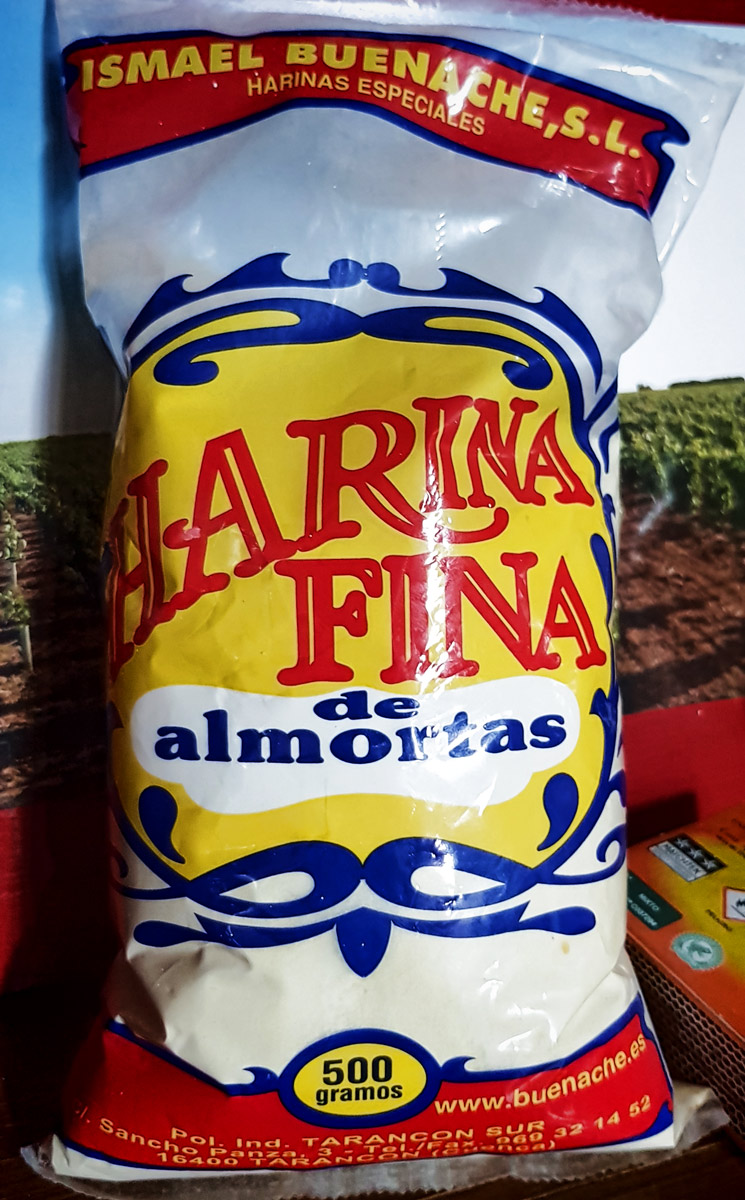 ISMAEL BUENACHE, S.L.
HARINAS ESPECIALES
HARINA
FINA
de
almortas
500
gramos
www.buenache.es
Pol. Ind. TARANCON SUR
Sancho Panza, 3 - Tel/Fax. 969 32 14 52
16400 TARANCON (Cuenca)